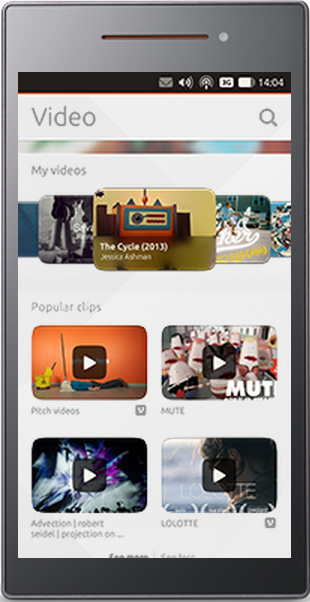 3G 14:04
Video
My videos
The Cycle (2013)
Jessica Ashman
Popular clips
Pitch videos
MUTE
MUTE
Advection | robert
seidel | projection on ...
LOLOTTE
LOLOTTE
See more | See less